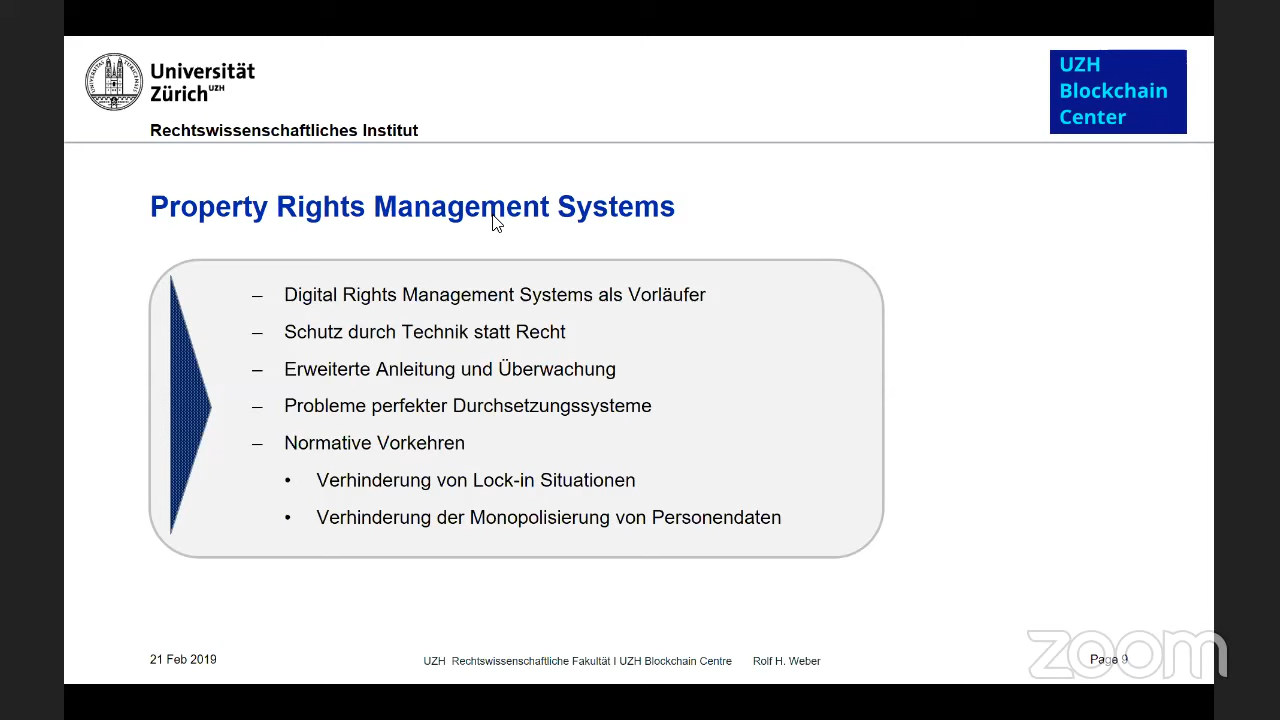 Universität
Zürich UZH
UZH
Blockchain
Center
Rechtswissenschaftliches Institut
Property Rights Management Systems
– Digital Rights Management Systems als Vorläufer
– Schutz durch Technik statt Recht
– Erweiterte Anleitung und Überwachung
– Probleme perfekter Durchsetzungssysteme
– Normative Vorkehren
• Verhinderung von Lock-in Situationen
• Verhinderung der Monopolisierung von Personendaten
21 Feb 2019
UZH Rechtswissenschaftliche Fakultät I UZH Blockchain Centre Rolf H. Weber
Page 9
zoom